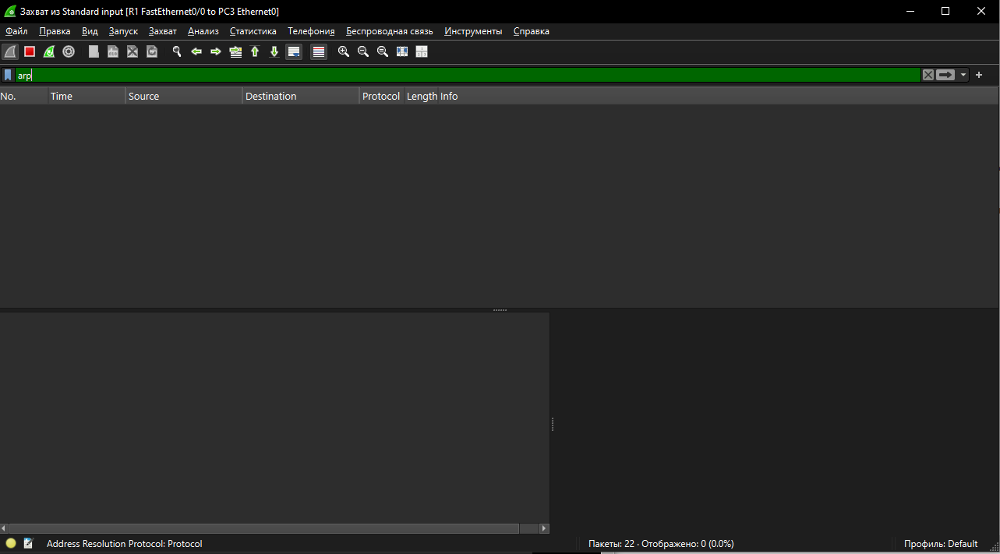 Захват из Standard input [R1 FastEthernet0/0 to PC3 Ethernet0]
Файл Правка Вид Запуск Захват Анализ Статистика Телефония Беспроводная связь Инструменты Справка
arp
No. Time Source Destination Protocol Length Info
Address Resolution Protocol: Protocol Пакеты: 22 · Отображено: 0 (0.0%) Профиль: Default